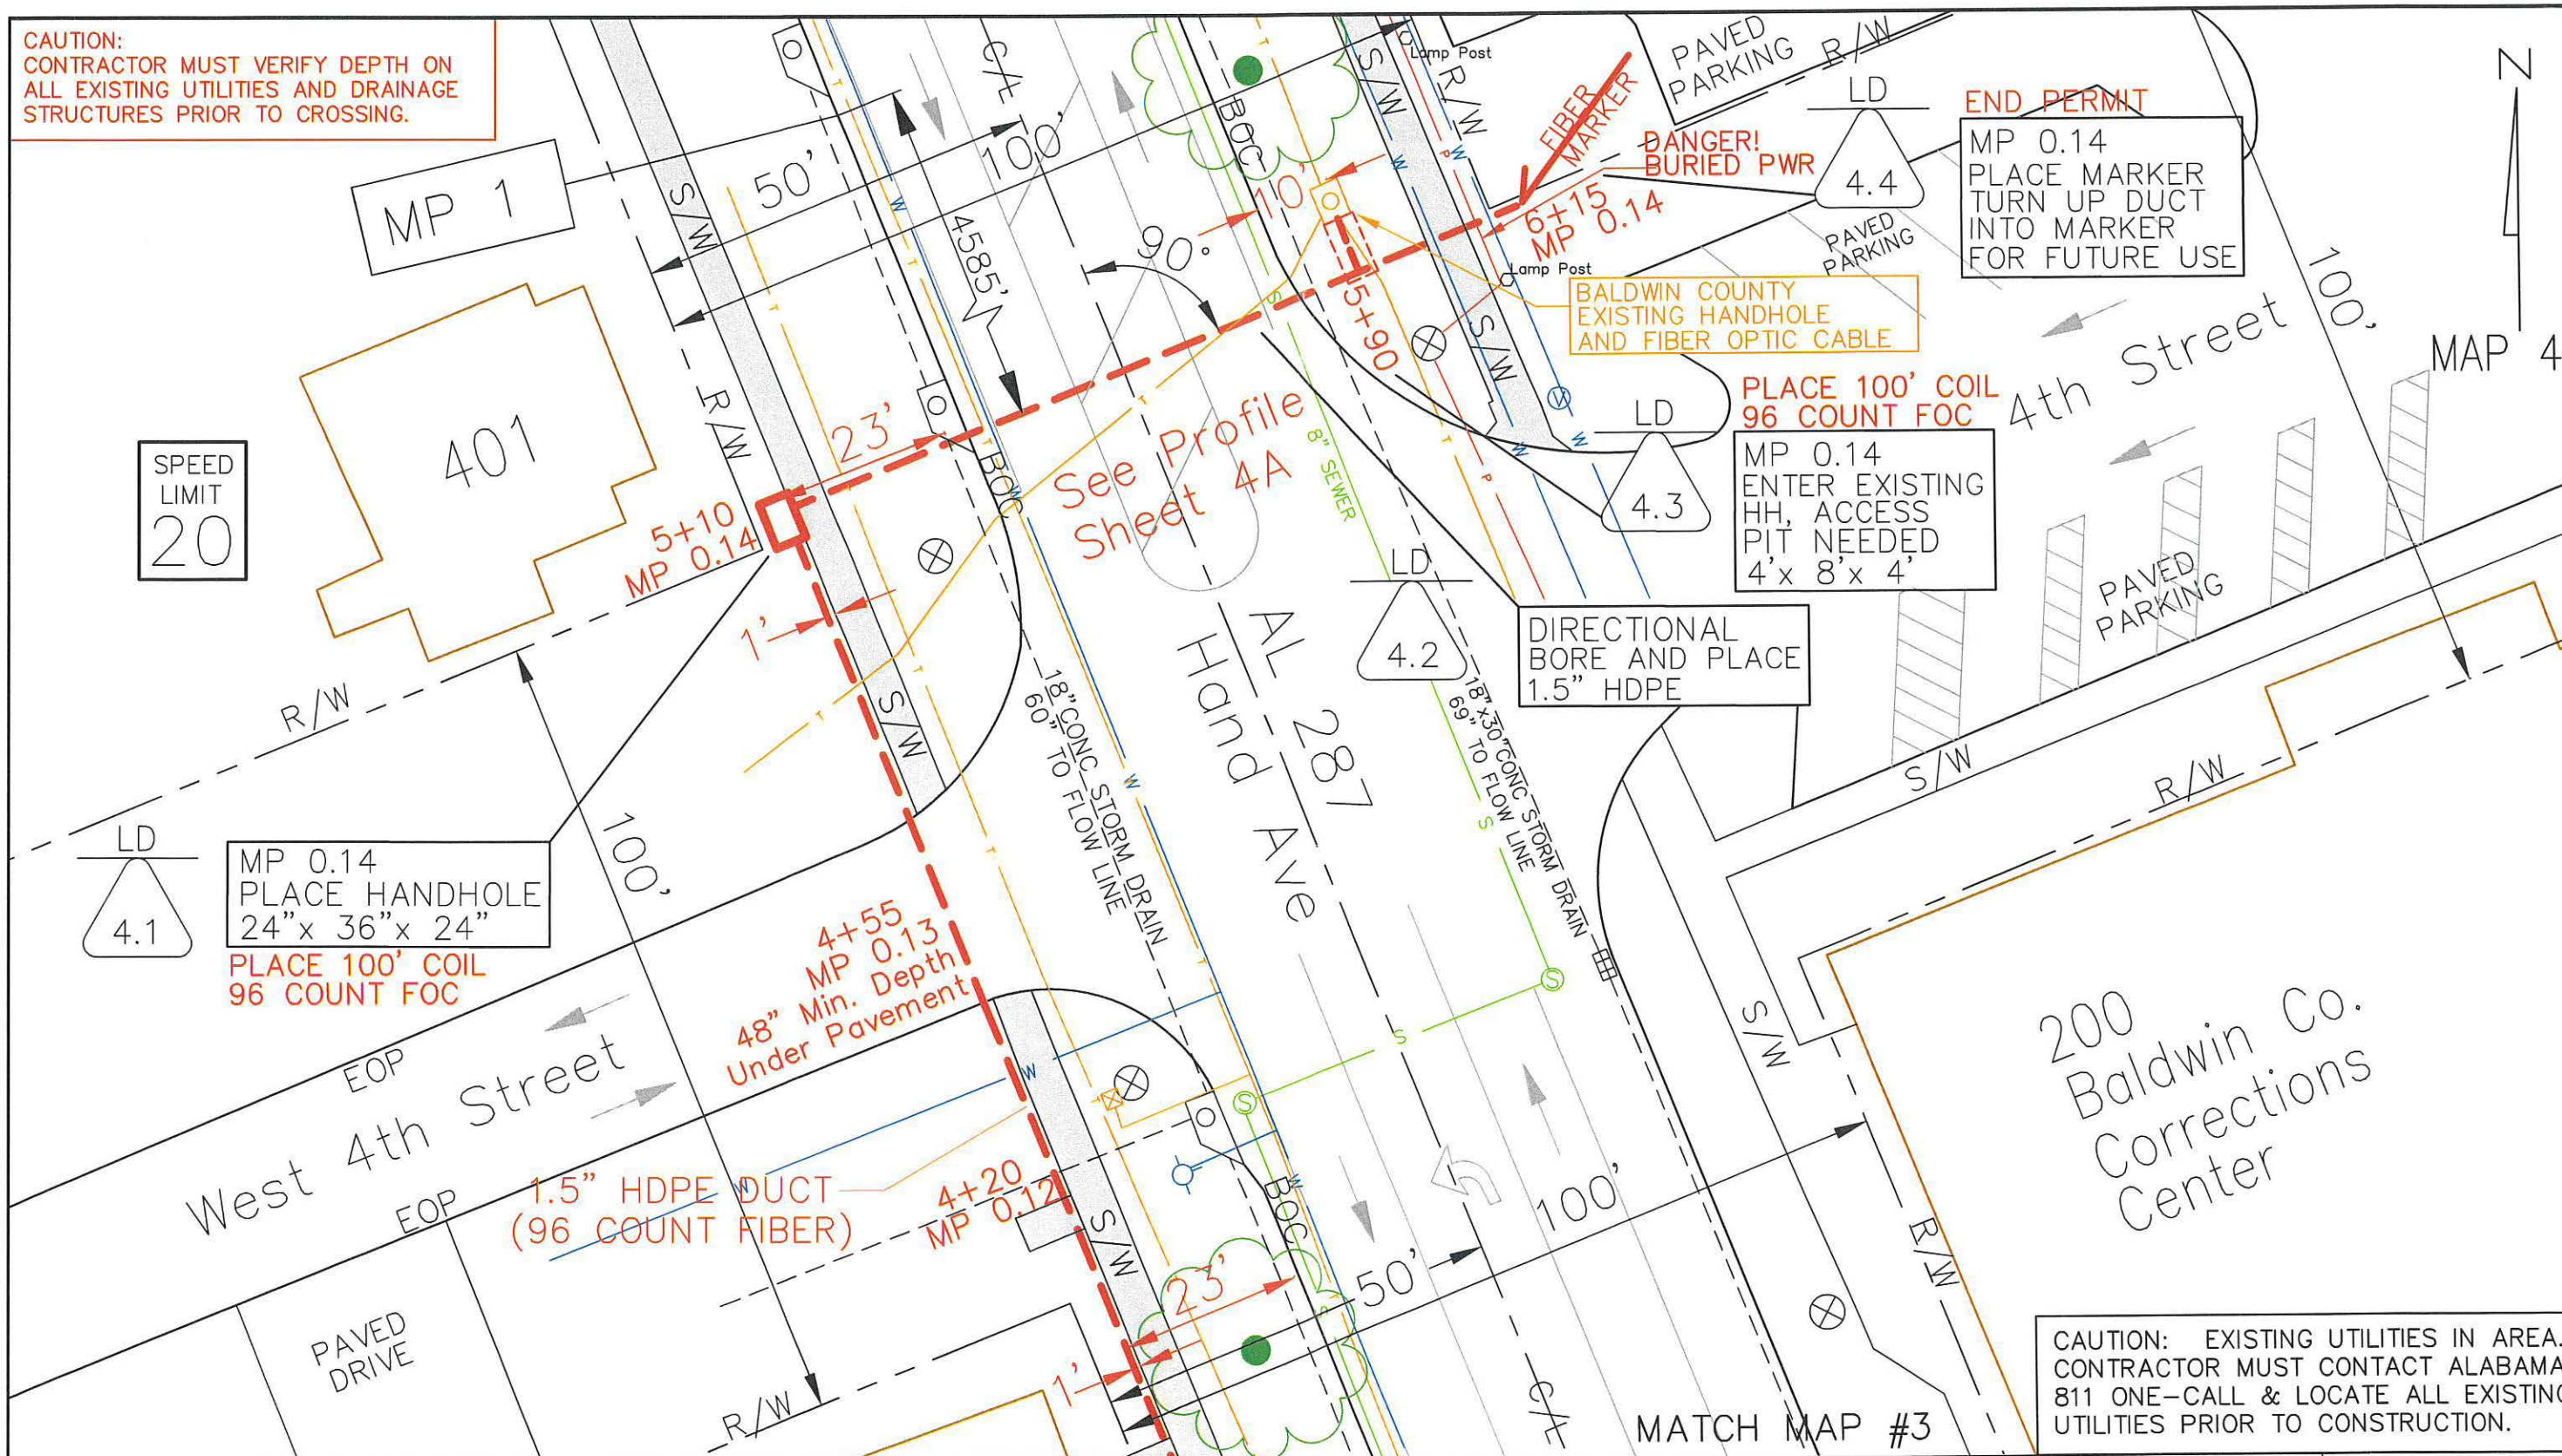 CAUTION:
CONTRACTOR MUST VERIFY DEPTH ON
ALL EXISTING UTILITIES AND DRAINAGE
STRUCTURES PRIOR TO CROSSING.
MP 1
50'
100'
C/L
4585'
90°
10'
BOC
S/W
R/W
Lamp Post
PAVED
PARKING
R/W
FIBER
MARKER
DANGER!
BURIED PWR
6+15
MP 0.14
LD
4.4
END PERMIT
MP 0.14
PLACE MARKER
TURN UP DUCT
INTO MARKER
FOR FUTURE USE
N
MAP 4
PAVED
PARKING
Lamp Post
BALDWIN COUNTY
EXISTING HANDHOLE
AND FIBER OPTIC CABLE
5+90
S/W
4th Street
100'
PLACE 100' COIL
96 COUNT FOC
LD
4.3
MP 0.14
ENTER EXISTING
HH, ACCESS
PIT NEEDED
4'x 8'x 4'
S/W
R/W
401
SPEED
LIMIT
20
23'
BOC
5+10
MP 0.14
See Profile
Sheet 4A
8" SEWER
1'
S/W
R/W
LD
4.2
DIRECTIONAL
BORE AND PLACE
1.5" HDPE
PAVED
PARKING
S/W
R/W
AL 287
Hand Ave
18"CONC STORM DRAIN
60" TO FLOW LINE
18"x30"CONC STORM DRAIN
69" TO FLOW LINE
LD
4.1
MP 0.14
PLACE HANDHOLE
24"x 36"x 24"
PLACE 100' COIL
96 COUNT FOC
100'
4+55
MP 0.13
48" Min. Depth
Under Pavement
EOP
West 4th Street
EOP
1.5" HDPE DUCT
(96 COUNT FIBER)
4+20
MP 0.12
S/W
BOC
23'
50'
100'
1'
PAVED
DRIVE
R/W
C/L
S/W
R/W
200
Baldwin Co.
Corrections
Center
MATCH MAP #3
CAUTION: EXISTING UTILITIES IN AREA.
CONTRACTOR MUST CONTACT ALABAMA
811 ONE-CALL & LOCATE ALL EXISTING
UTILITIES PRIOR TO CONSTRUCTION.